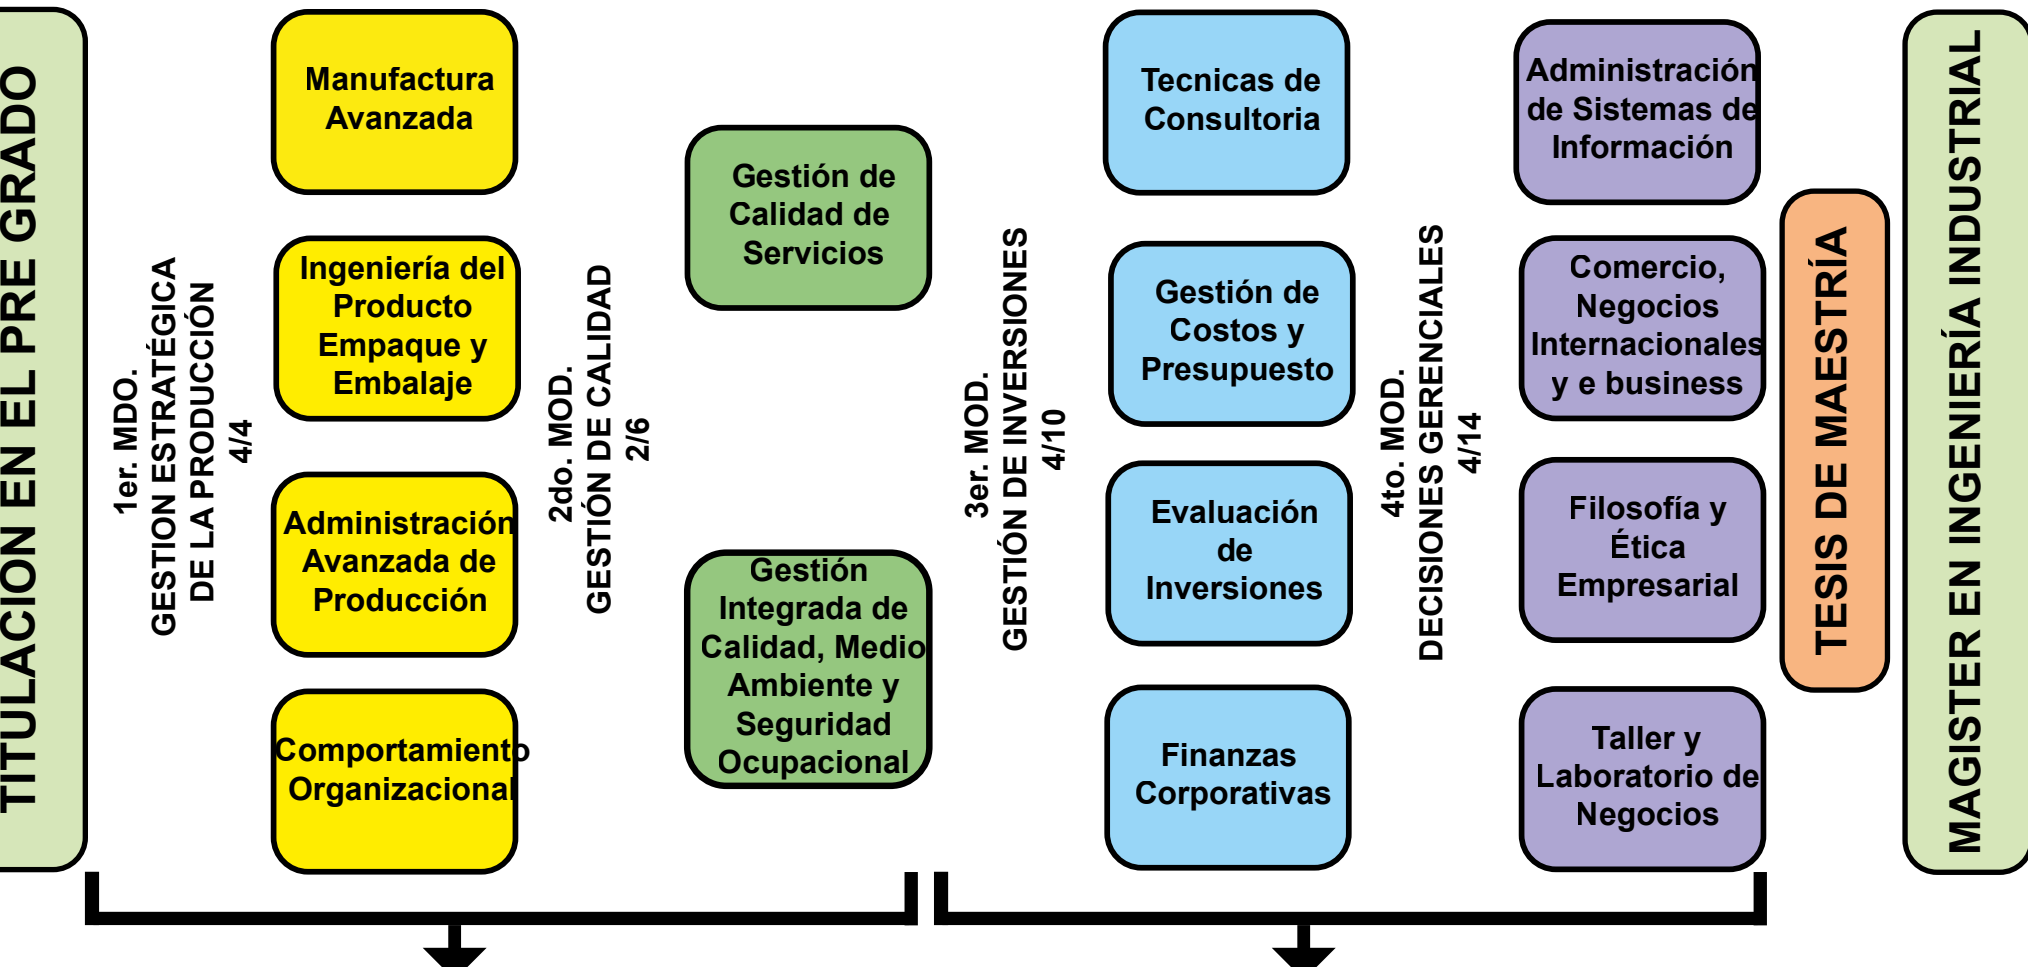 TITULACION EN EL PRE GRADO
1er. MDO.
GESTION ESTRATÉGICA
DE LA PRODUCCIÓN
4/4
Manufactura
Avanzada
Ingeniería del
Producto
Empaque y
Embalaje
Administración
Avanzada de
Producción
Comportamiento
Organizacional
2do. MOD.
GESTIÓN DE CALIDAD
2/6
Gestión de
Calidad de
Servicios
Gestión
Integrada de
Calidad, Medio
Ambiente y
Seguridad
Ocupacional
3er. MOD.
GESTIÓN DE INVERSIONES
4/10
Tecnicas de
Consultoria
Gestión de
Costos y
Presupuesto
Evaluación
de
Inversiones
Finanzas
Corporativas
4to. MOD.
DECISIONES GERENCIALES
4/14
Administración
de Sistemas de
Información
Comercio,
Negocios
Internacionales
y e business
Filosofía y
Ética
Empresarial
Taller y
Laboratorio de
Negocios
TESIS DE MAESTRÍA
MAGISTER EN INGENIERÍA INDUSTRIAL